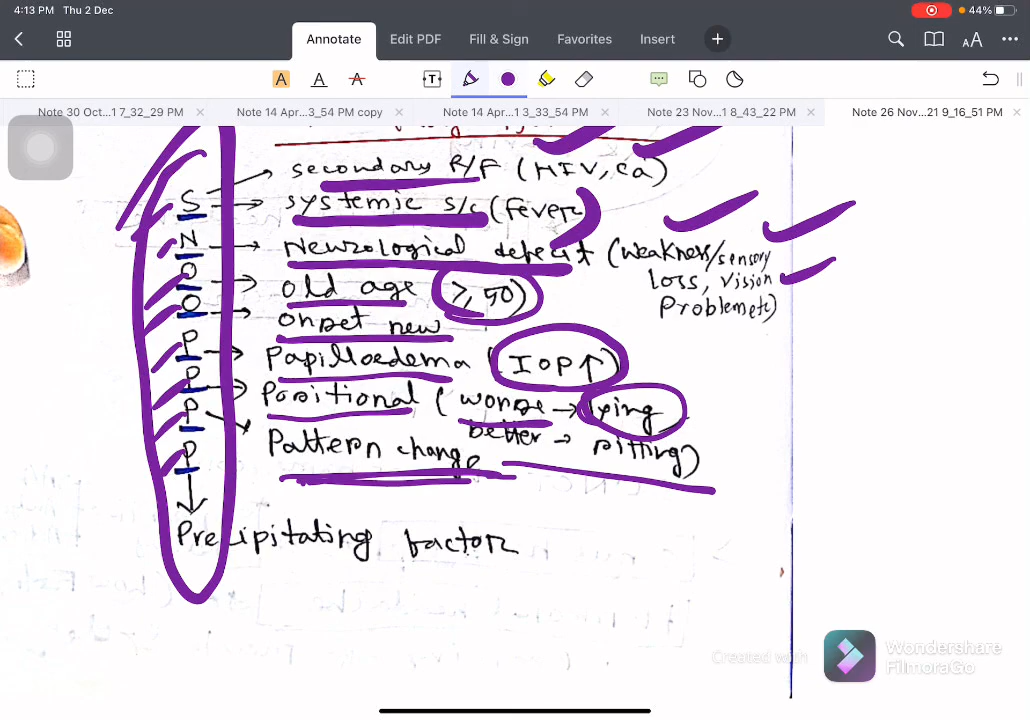 4:13 PM Thu 2 Dec
44%
Annotate
Edit PDF
Fill & Sign
Favorites
Insert
Note 30 Oct...1 7_32_29 PM
Note 14 Apr...3_54 PM copy
Note 14 Apr...1 3_33_54 PM
Note 23 Nov...1 8_43_22 PM
Note 26 Nov...21 9_16_51 PM
secondary R/F (HIV, ca)
S → systemic s/c (fever)
N → Neurological deficit (weakness/sensory
loss, vision
Problem etc)
O → old age (≥, 50)
O → Onset new
P → Papilloedema (IOP↑)
P → Positional (worse → lying
better → sitting)
P → Pattern change
P
↓
Precipitating factor
Created with
Wondershare
FilmoraGo